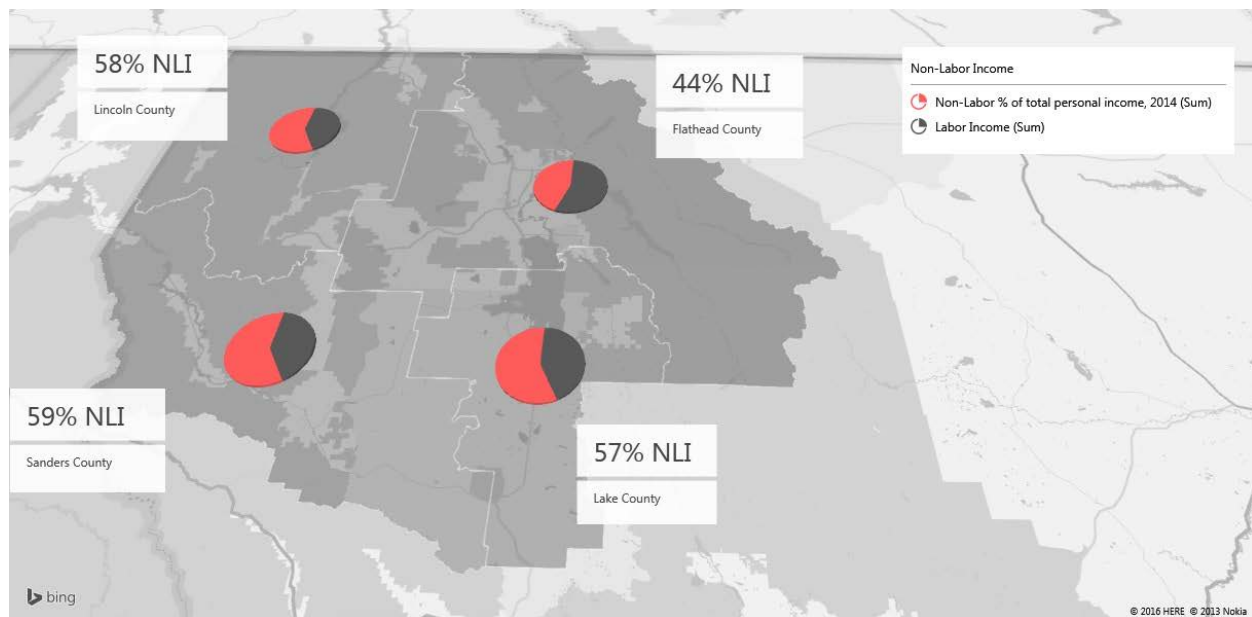 58% NLI
Lincoln County
44% NLI
Flathead County
Non-Labor Income
Non-Labor % of total personal income, 2014 (Sum)
Labor Income (Sum)
59% NLI
Sanders County
57% NLI
Lake County
bing
© 2016 HERE © 2013 Nokia